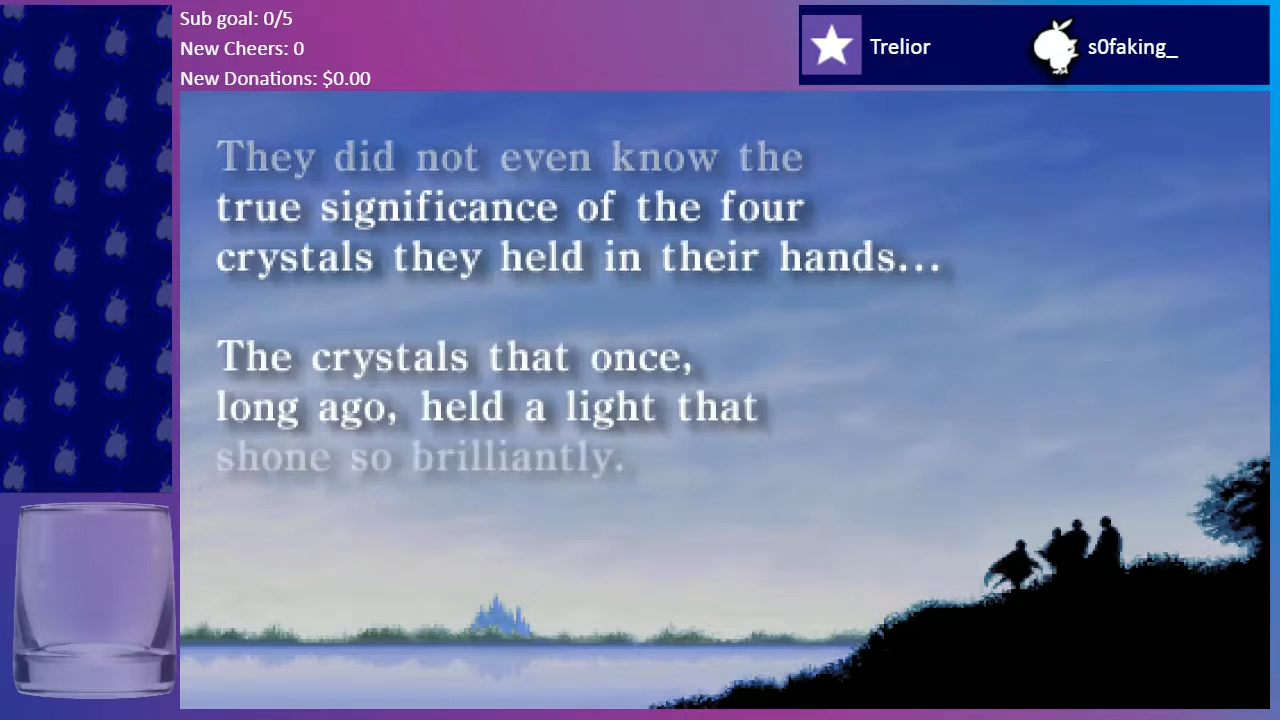 Sub goal: 0/5
New Cheers: 0
New Donations: $0.00
Trelior
s0faking_
They did not even know the
true significance of the four
crystals they held in their hands...
The crystals that once,
long ago, held a light that
shone so brilliantly.